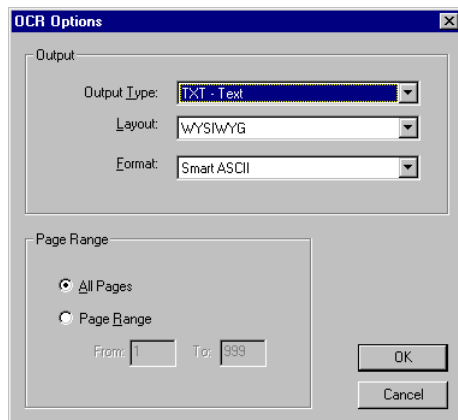 OCR Options
Output
Output Type: TXT - Text
Layout: WYSIWYG
Format: Smart ASCII
Page Range
All Pages
Page Range
From: 1 To: 999
OK
Cancel